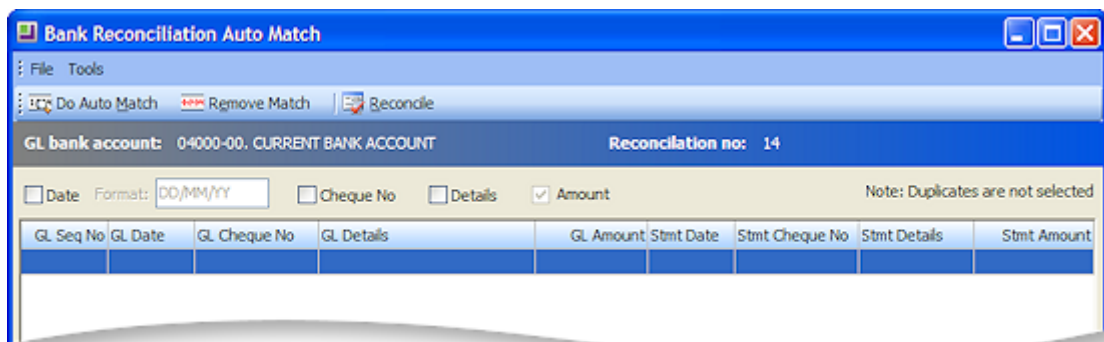 Bank Reconciliation Auto Match
File Tools
Do Auto Match Remove Match Reconcile
GL bank account: 04000-00. CURRENT BANK ACCOUNT Reconcilation no: 14
Date Format: DD/MM/YY Cheque No Details Amount Note: Duplicates are not selected
GL Seq No GL Date GL Cheque No GL Details GL Amount Stmt Date Stmt Cheque No Stmt Details Stmt Amount